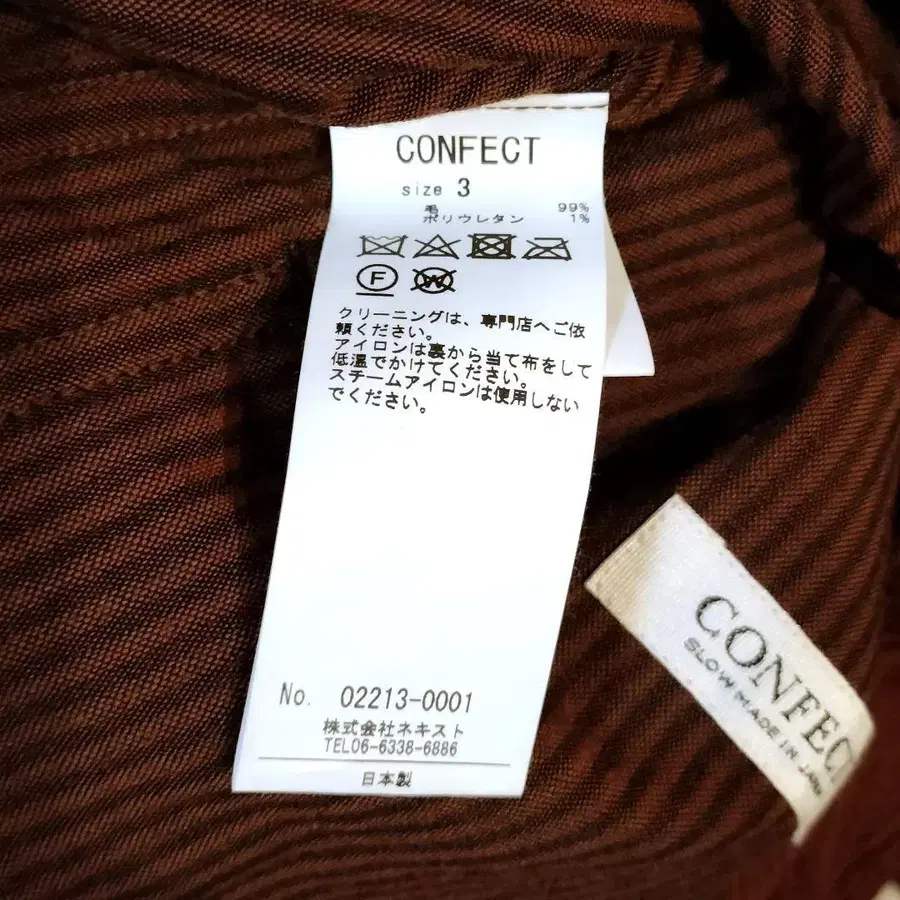 CONFECT
size 3
毛 99%
ポリウレタン 1%
F
W
クリーニングは、専門店へご依
頼ください。
アイロンは裏から当て布をして
低温でかけてください。
スチームアイロンは使用しない
でください。
No. 02213-0001
株式会社ネキスト
TEL06-6338-6886
日本製
CONFECT
SLOW MADE IN JAPAN